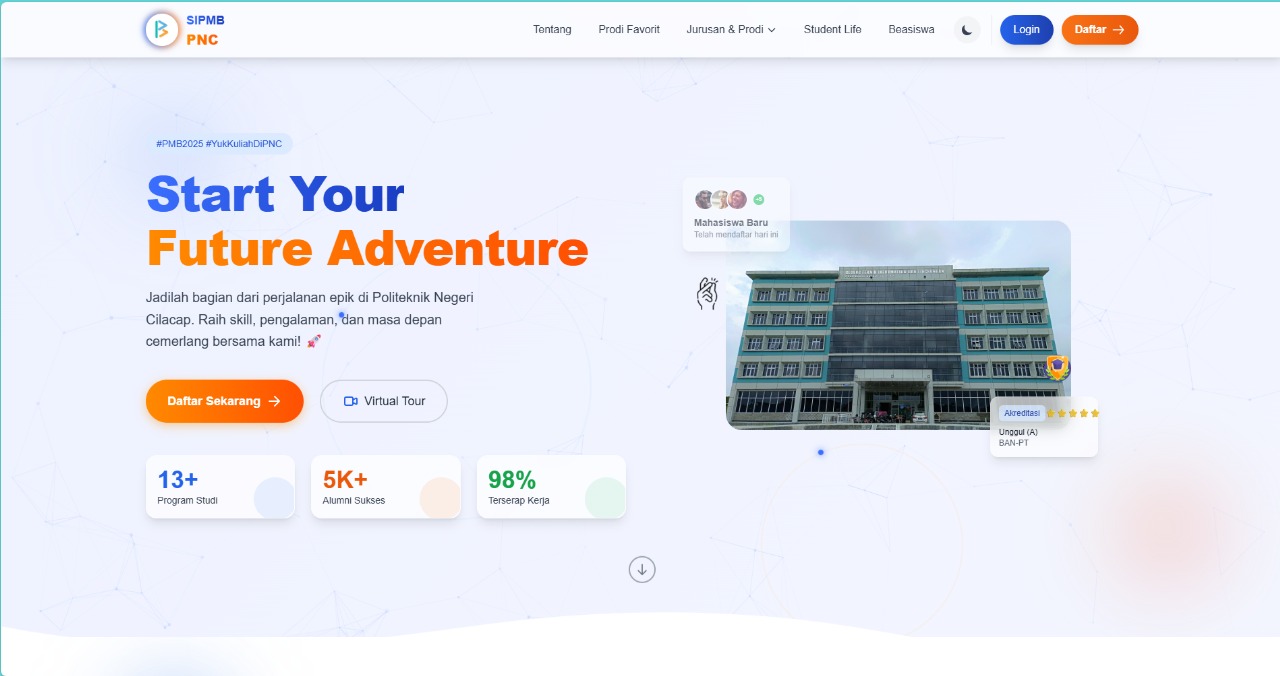 SIPMB
PNC
Tentang
Prodi Favorit
Jurusan & Prodi
Student Life
Beasiswa
Login
Daftar
#PMB2025 #YukKuliahDiPNC
Start Your
Future Adventure
Jadilah bagian dari perjalanan epik di Politeknik Negeri
Cilacap. Raih skill, pengalaman, dan masa depan
cemerlang bersama kami! 🚀
Daftar Sekarang
Virtual Tour
13+
Program Studi
5K+
Alumni Sukses
98%
Terserap Kerja
Mahasiswa Baru
Telah mendaftar hari ini
Akreditasi
Unggul (A)
BAN-PT